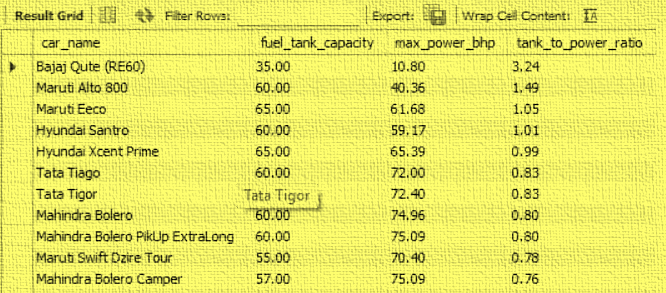 Result Grid Filter Rows: Export: Wrap Cell Content: IA
car_name fuel_tank_capacity max_power_bhp tank_to_power_ratio
Bajaj Qute (RE60) 35.00 10.80 3.24
Maruti Alto 800 60.00 40.36 1.49
Maruti Eeco 65.00 61.68 1.05
Hyundai Santro 60.00 59.17 1.01
Hyundai Xcent Prime 65.00 65.39 0.99
Tata Tiago 60.00 72.00 0.83
Tata Tigor Tata Tigor 72.40 0.83
Mahindra Bolero 60.00 74.96 0.80
Mahindra Bolero PikUp ExtraLong 60.00 75.09 0.80
Maruti Swift Dzire Tour 55.00 70.40 0.78
Mahindra Bolero Camper 57.00 75.09 0.76